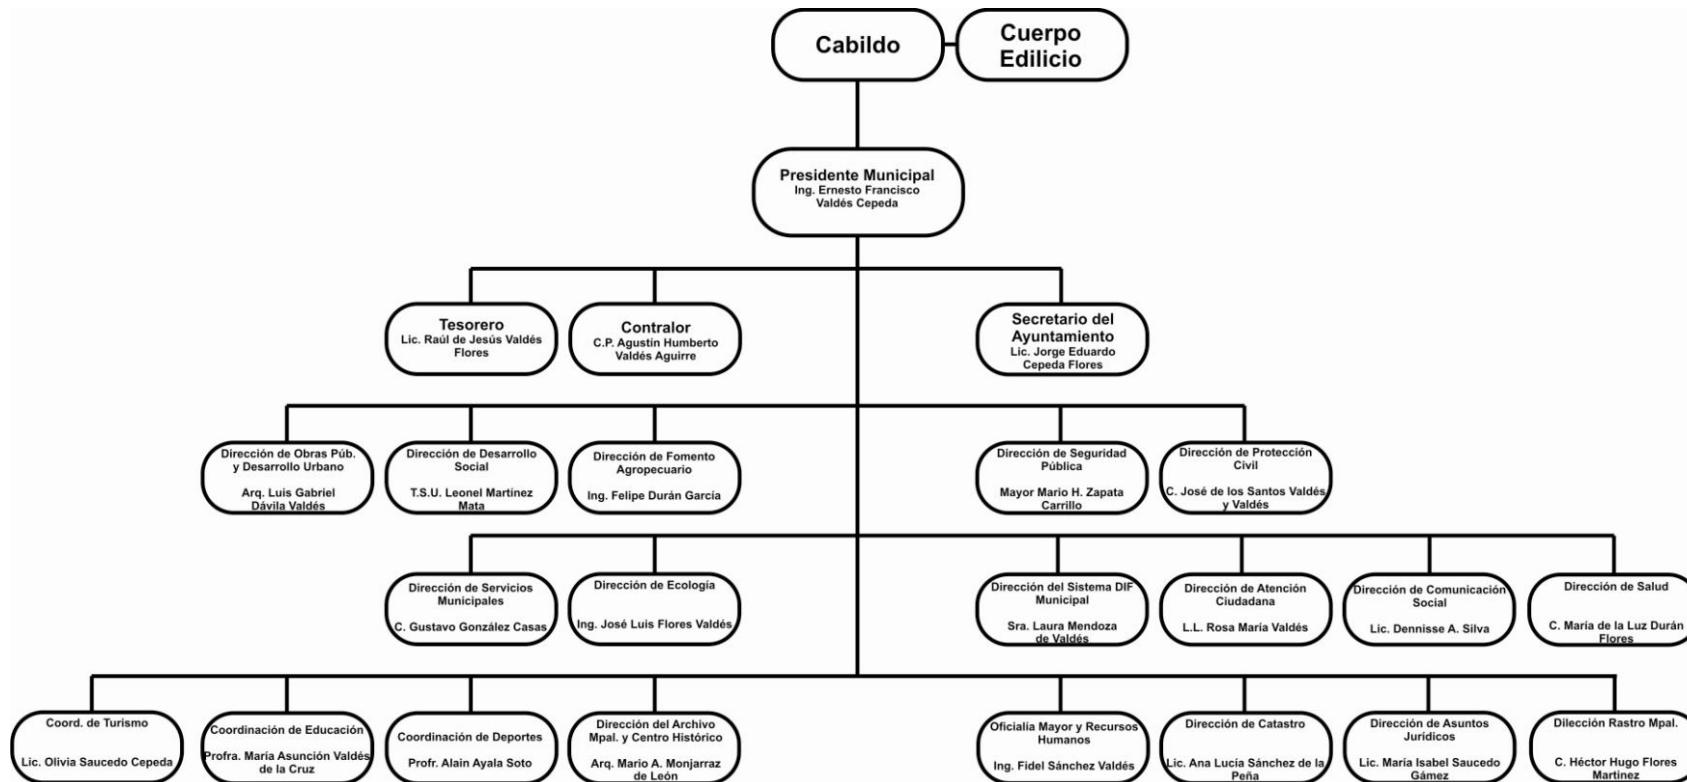 Cabildo
Cuerpo
Edilicio
Presidente Municipal
Ing. Ernesto Francisco
Valdés Cepeda
Tesorero
Lic. Raúl de Jesús Valdés
Flores
Contralor
C.P. Agustín Humberto
Valdés Aguirre
Secretario del
Ayuntamiento
Lic. Jorge Eduardo
Cepeda Flores
Dirección de Obras Púb.
y Desarrollo Urbano
Arq. Luis Gabriel
Dávila Valdés
Dirección de Desarrollo
Social
T.S.U. Leonel Martínez
Mata
Dirección de Fomento
Agropecuario
Ing. Felipe Durán García
Dirección de Seguridad
Pública
Mayor Mario H. Zapata
Carrillo
Dirección de Protección
Civil
C. José de los Santos Valdés
y Valdés
Dirección de Servicios
Municipales
C. Gustavo González Casas
Dirección de Ecología
Ing. José Luis Flores Valdés
Dirección del Sistema DIF
Municipal
Sra. Laura Mendoza
de Valdés
Dirección de Atención
Ciudadana
L.L. Rosa María Valdés
Dirección de Comunicación
Social
Lic. Dennisse A. Silva
Dirección de Salud
C. María de la Luz Durán
Flores
Coord. de Turismo
Lic. Olivia Saucedo Cepeda
Coordinación de Educación
Profra. María Asunción Valdés
de la Cruz
Coordinación de Deportes
Profr. Alain Ayala Soto
Dirección del Archivo
Mpal. y Centro Histórico
Arq. Mario A. Monjarraz
de León
Oficialía Mayor y Recursos
Humanos
Ing. Fidel Sánchez Valdés
Dirección de Catastro
Lic. Ana Lucía Sánchez de la
Peña
Dirección de Asuntos
Jurídicos
Lic. María Isabel Saucedo
Gámez
Dilección Rastro Mpal.
C. Héctor Hugo Flores
Martínez